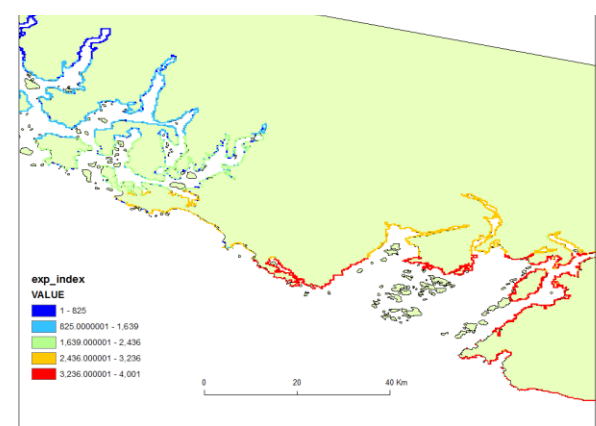 exp_index
VALUE
1 - 825
825.0000001 - 1,639
1,639.000001 - 2,436
2,436.000001 - 3,236
3,236.000001 - 4,001
0 20 40 Km